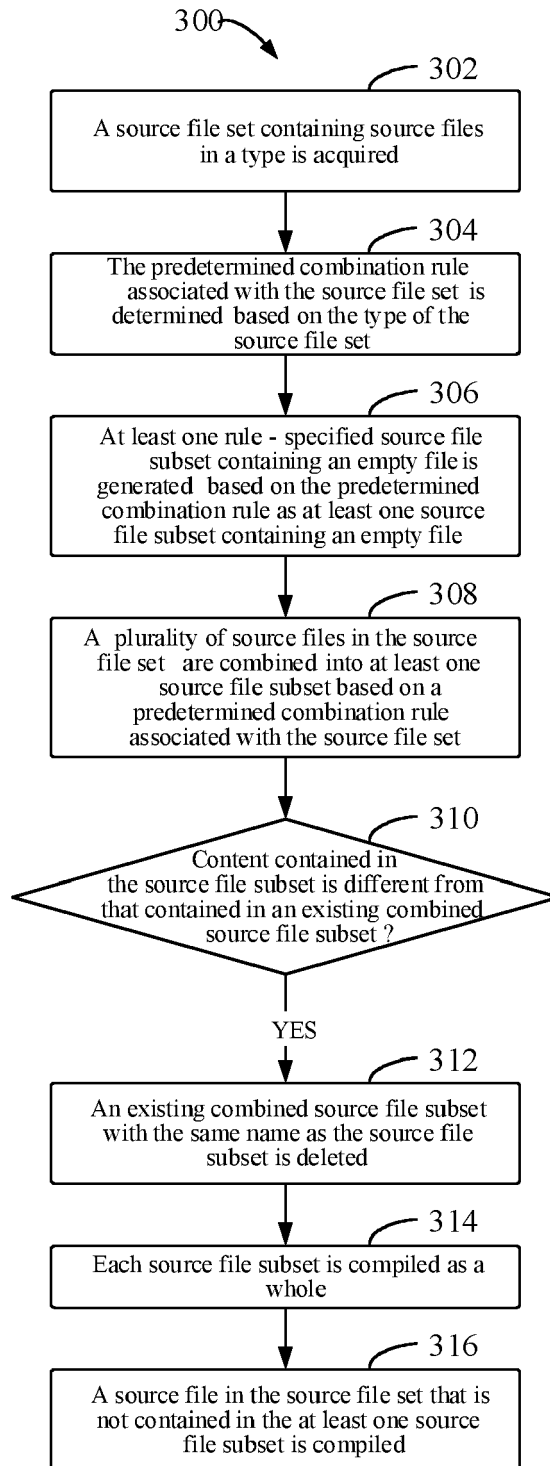 300
302
A source file set containing source files
in a type is acquired
304
The predetermined combination rule
associated with the source file set is
determined based on the type of the
source file set
306
At least one rule - specified source file
subset containing an empty file is
generated based on the predetermined
combination rule as at least one source
file subset containing an empty file
308
A plurality of source files in the source
file set are combined into at least one
source file subset based on a
predetermined combination rule
associated with the source file set
310
Content contained in
the source file subset is different from
that contained in an existing combined
source file subset ?
YES
312
An existing combined source file subset
with the same name as the source file
subset is deleted
314
Each source file subset is compiled as a
whole
316
A source file in the source file set that is
not contained in the at least one source
file subset is compiled